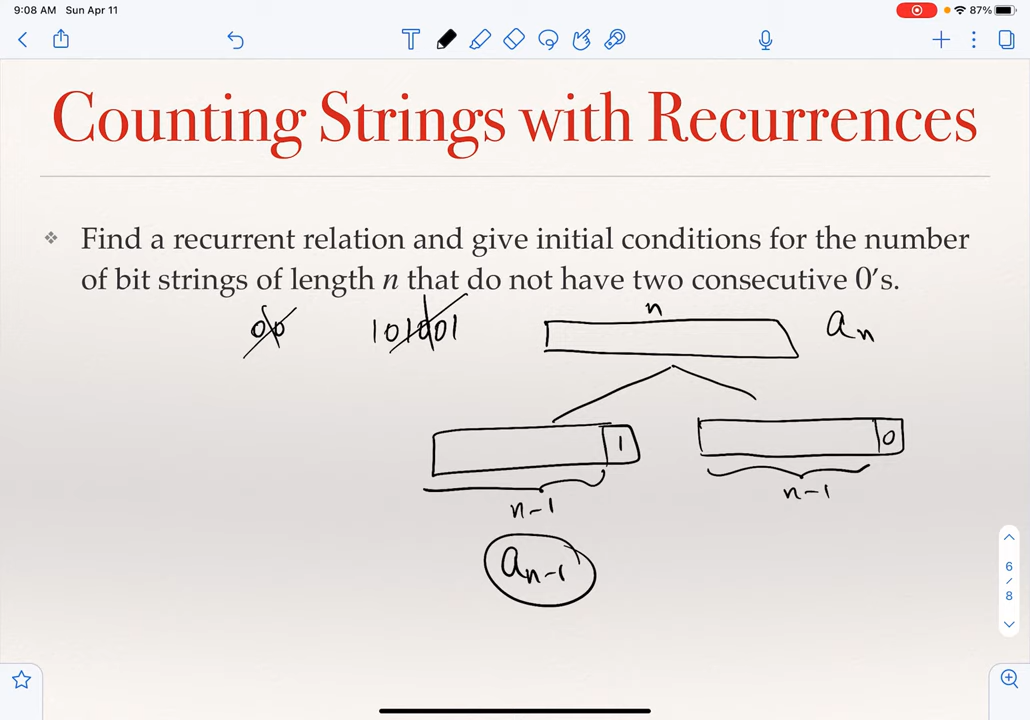 9:08 AM Sun Apr 11
87%
T
Counting Strings with Recurrences
❖ Find a recurrent relation and give initial conditions for the number
of bit strings of length n that do not have two consecutive 0's.
00 101001 n aₙ
1 0
n-1 n-1
aₙ₋₁
6
/
8